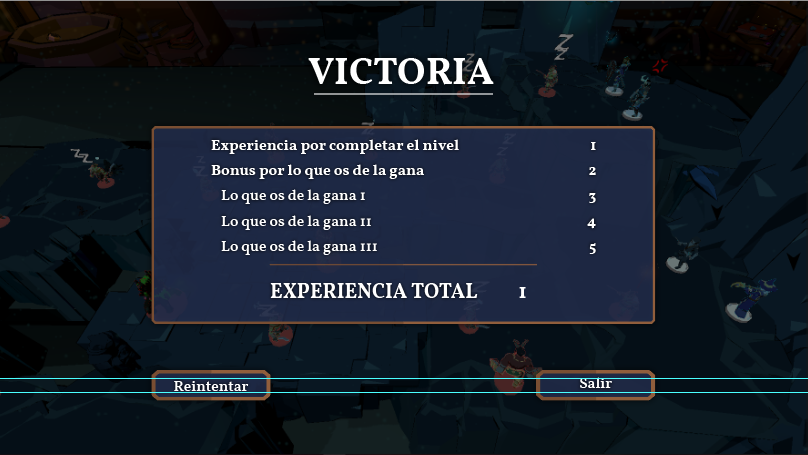 VICTORIA
Experiencia por completar el nivel 1
Bonus por lo que os de la gana 2
Lo que os de la gana I 3
Lo que os de la gana II 4
Lo que os de la gana III 5
EXPERIENCIA TOTAL 1
Reintentar Salir